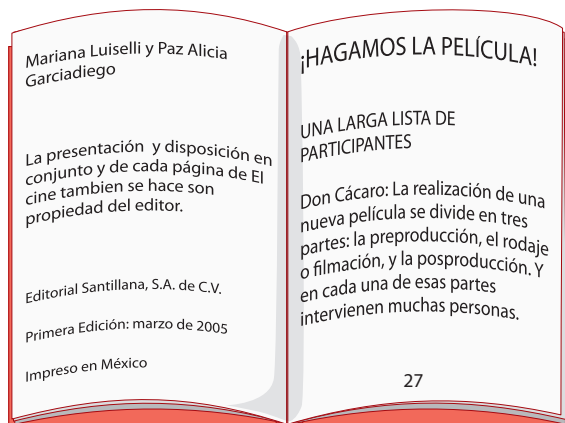 Mariana Luiselli y Paz Alicia
Garciadiego
La presentación y disposición en
conjunto y de cada página de El
cine tambien se hace son
propiedad del editor.
Editorial Santillana, S.A. de C.V.
Primera Edición: marzo de 2005
Impreso en México
¡HAGAMOS LA PELÍCULA!
UNA LARGA LISTA DE
PARTICIPANTES
Don Cácaro: La realización de una
nueva película se divide en tres
partes: la preproducción, el rodaje
o filmación, y la posproducción. Y
en cada una de esas partes
intervienen muchas personas.
27